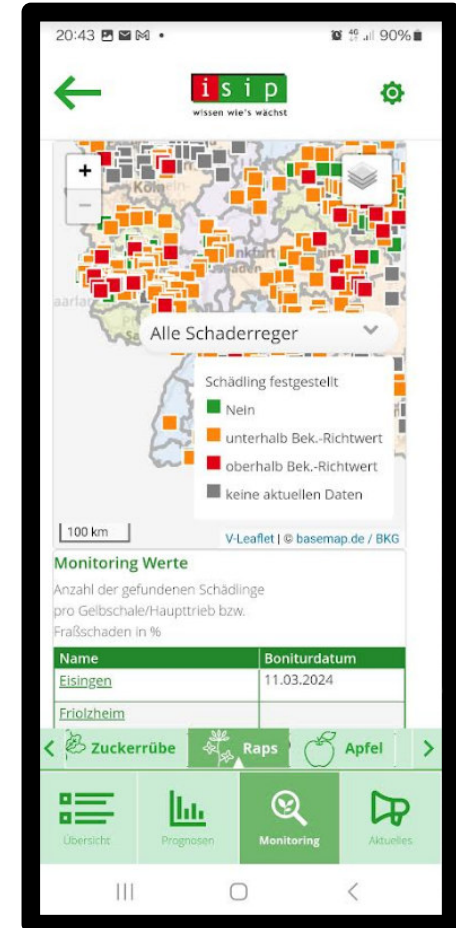 20:43
90%
isip
wissen wie's wächst
+
Köln
−
Alle Schaderreger
Schädling festgestellt
Nein
unterhalb Bek.-Richtwert
oberhalb Bek.-Richtwert
keine aktuellen Daten
100 km
V-Leaflet | © basemap.de / BKG
Monitoring Werte
Anzahl der gefundenen Schädlinge
pro Gelbschale/Haupttrieb bzw.
Fraßschaden in %
Name Boniturdatum
Eisingen 11.03.2024
Friolzheim
Zuckerrübe Raps Apfel
Übersicht Prognosen Monitoring Aktuelles